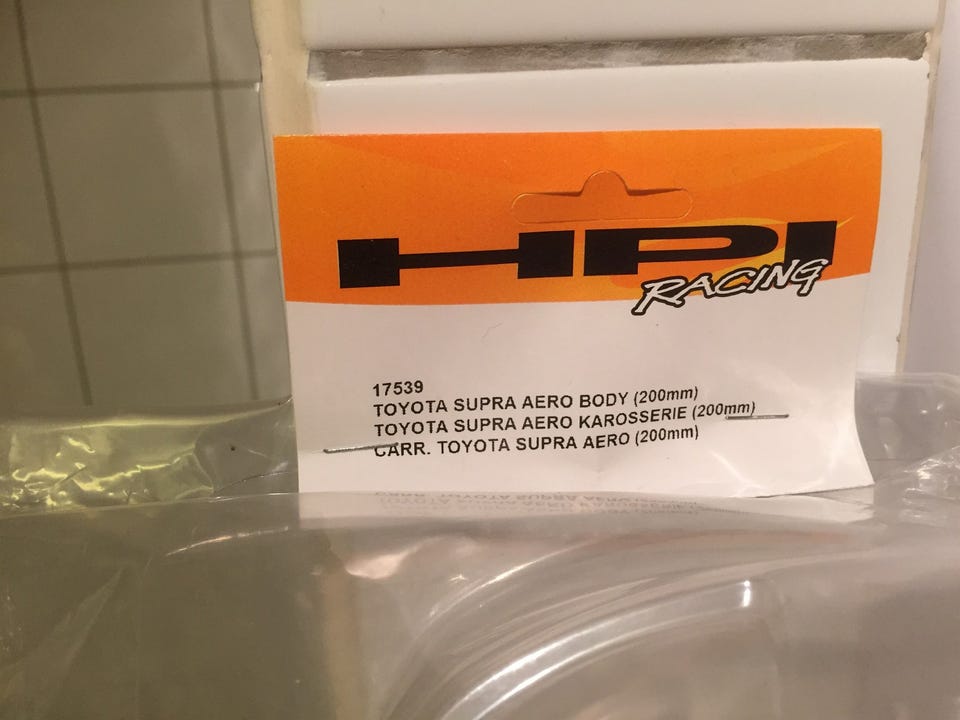 HPI
RACING
17539
TOYOTA SUPRA AERO BODY (200mm)
TOYOTA SUPRA AERO KAROSSERIE (200mm)
CARR. TOYOTA SUPRA AERO (200mm)